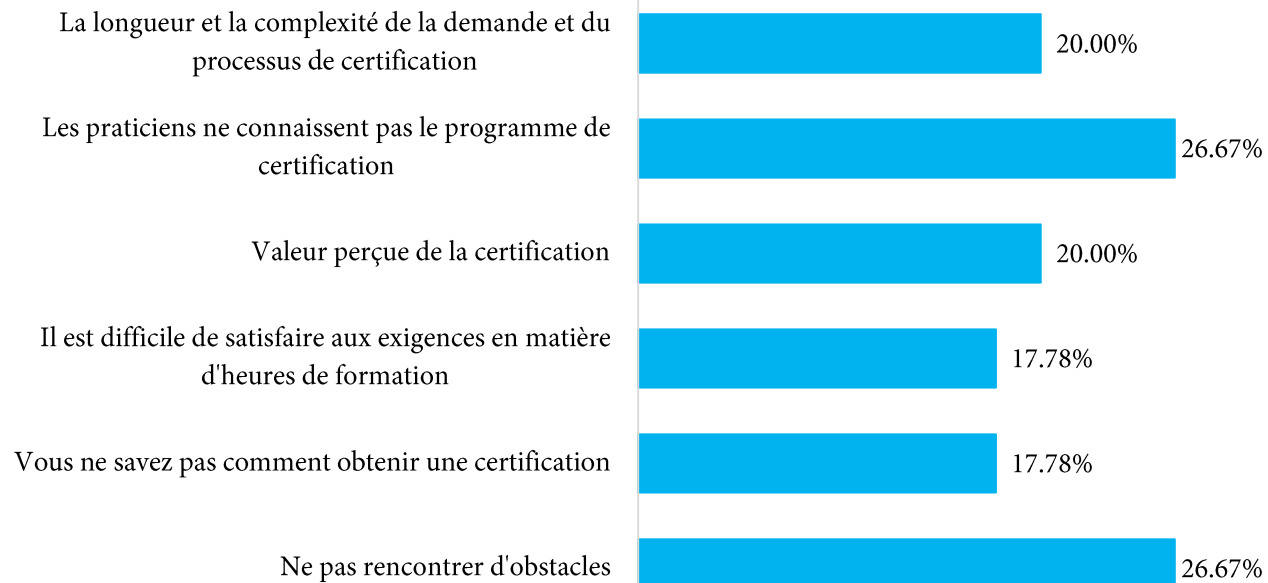 La longueur et la complexité de la demande et du
processus de certification
20.00%
Les praticiens ne connaissent pas le programme de
certification
26.67%
Valeur perçue de la certification
20.00%
Il est difficile de satisfaire aux exigences en matière
d'heures de formation
17.78%
Vous ne savez pas comment obtenir une certification
17.78%
Ne pas rencontrer d'obstacles
26.67%